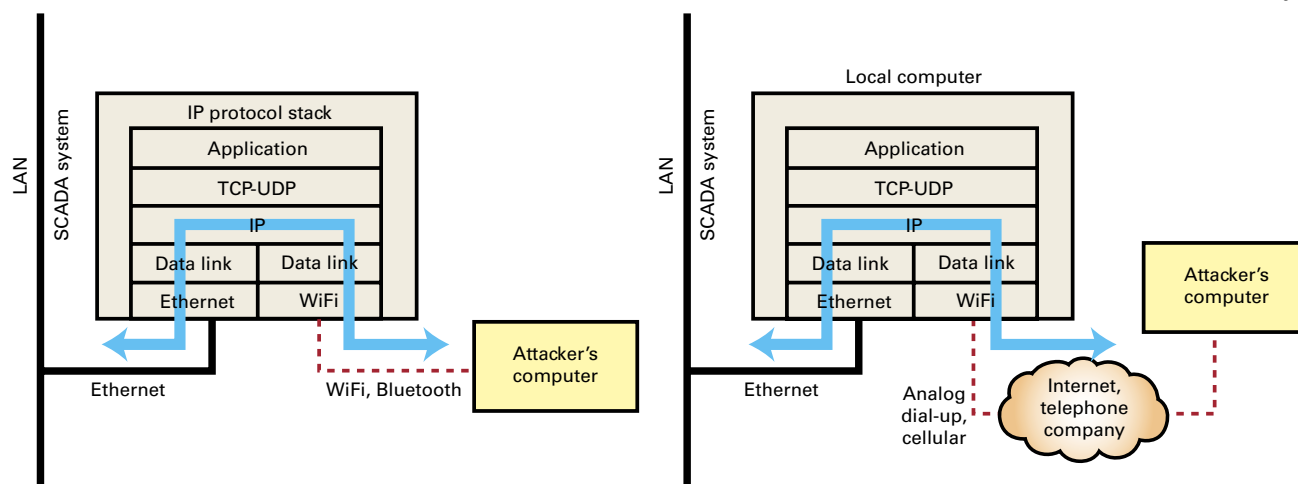 LAN
SCADA system
IP protocol stack
Application
TCP-UDP
IP
Data link
Data link
Ethernet
WiFi
Ethernet
WiFi, Bluetooth
Attacker's
computer
LAN
SCADA system
Local computer
Application
TCP-UDP
IP
Data link
Data link
Ethernet
WiFi
Ethernet
Analog
dial-up,
cellular
Internet,
telephone
company
Attacker's
computer